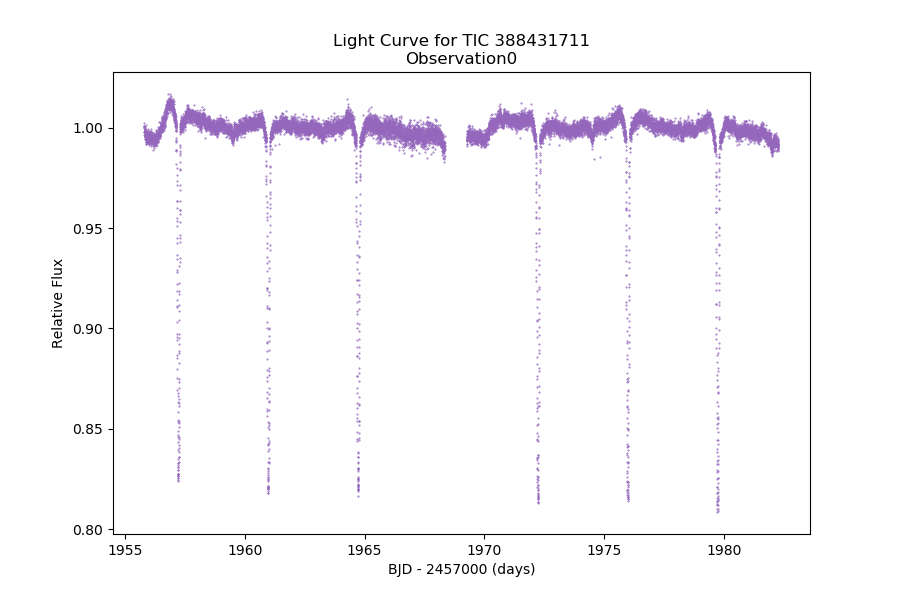 Light Curve for TIC 388431711
Observation0
1.00
0.95
0.90
0.85
0.80
Relative Flux
1955
1960
1965
1970
1975
1980
BJD - 2457000 (days)